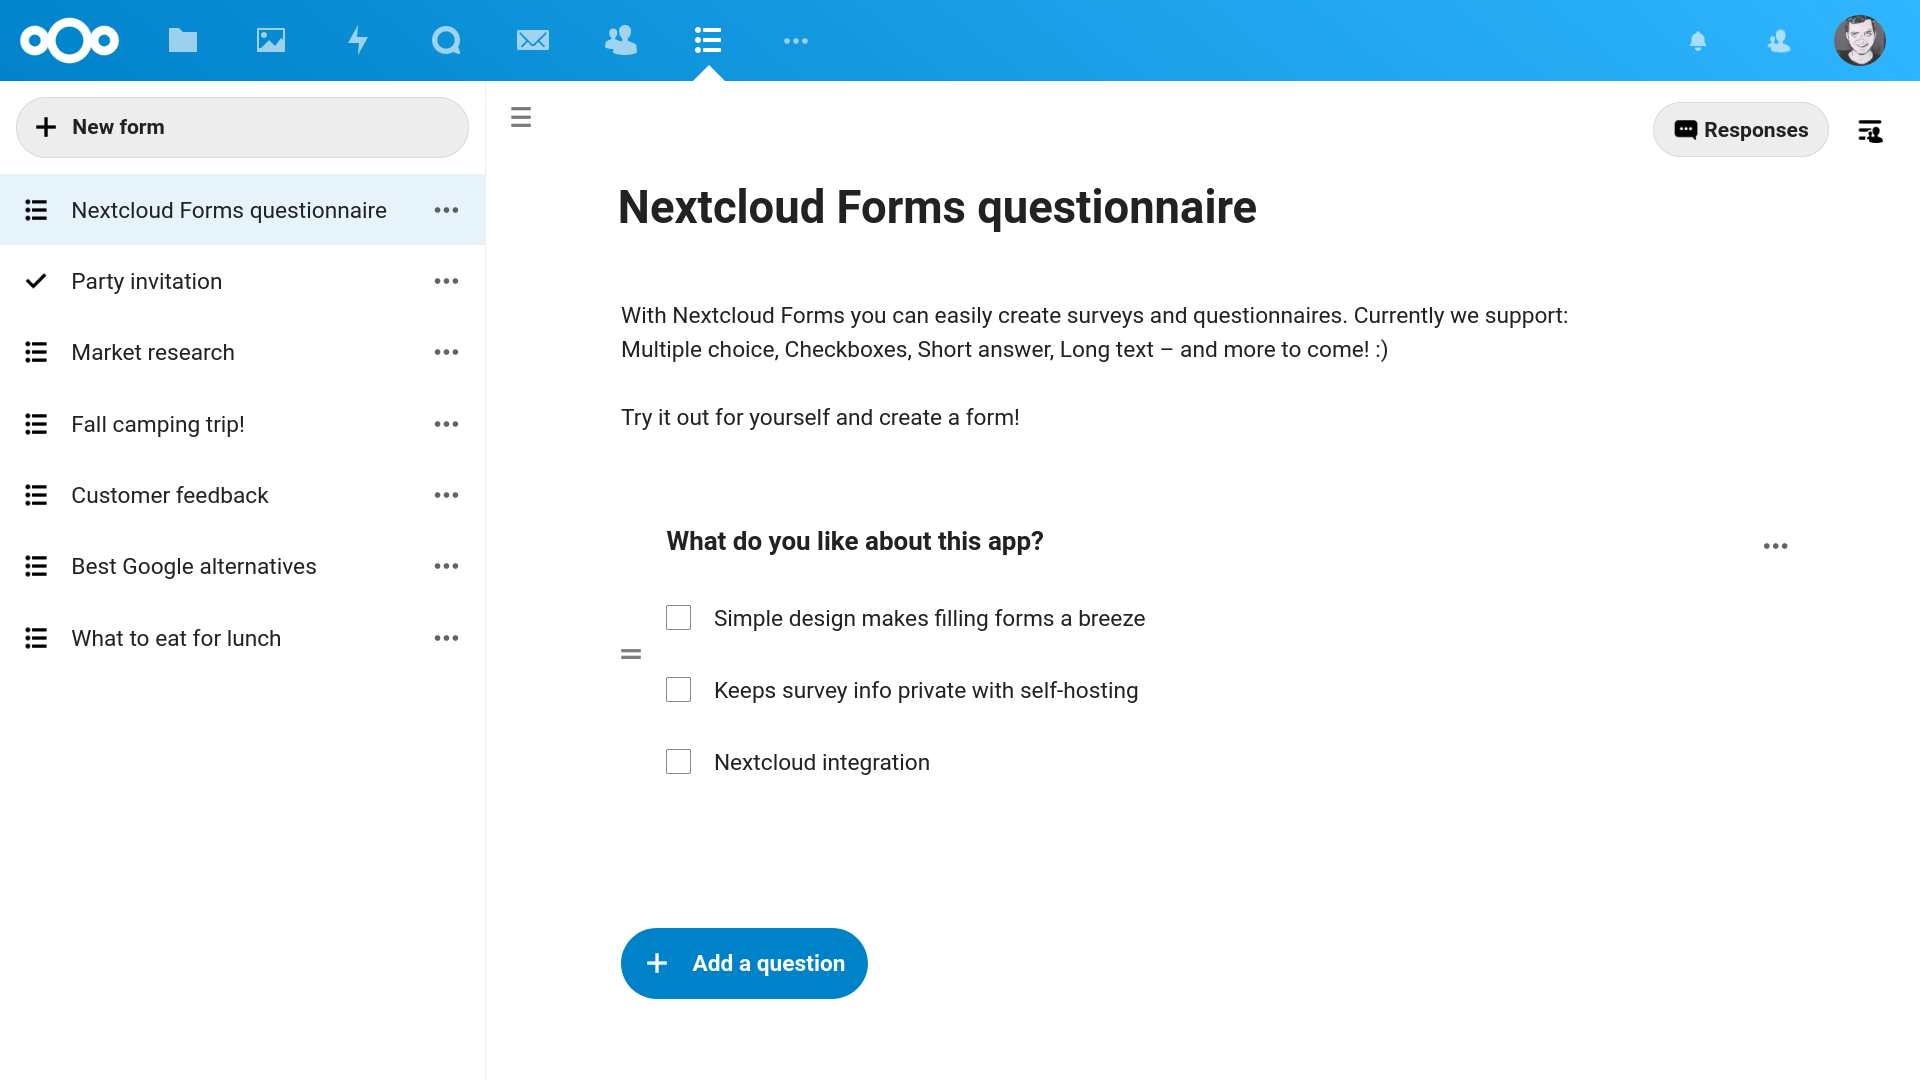 New form
Responses
Nextcloud Forms questionnaire
Party invitation
Market research
Fall camping trip!
Customer feedback
Best Google alternatives
What to eat for lunch
Nextcloud Forms questionnaire
With Nextcloud Forms you can easily create surveys and questionnaires. Currently we support:
Multiple choice, Checkboxes, Short answer, Long text – and more to come! :)
Try it out for yourself and create a form!
What do you like about this app?
Simple design makes filling forms a breeze
Keeps survey info private with self-hosting
Nextcloud integration
Add a question